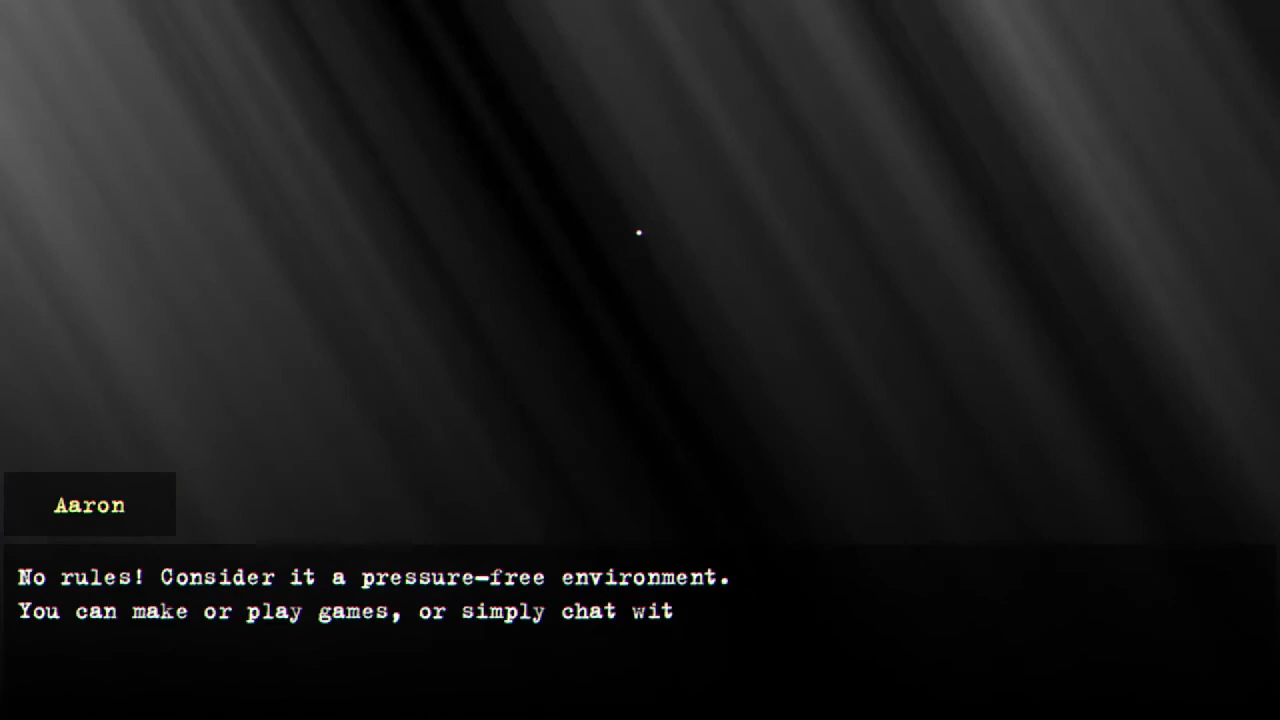 Aaron
No rules! Consider it a pressure-free environment.
You can make or play games, or simply chat wit